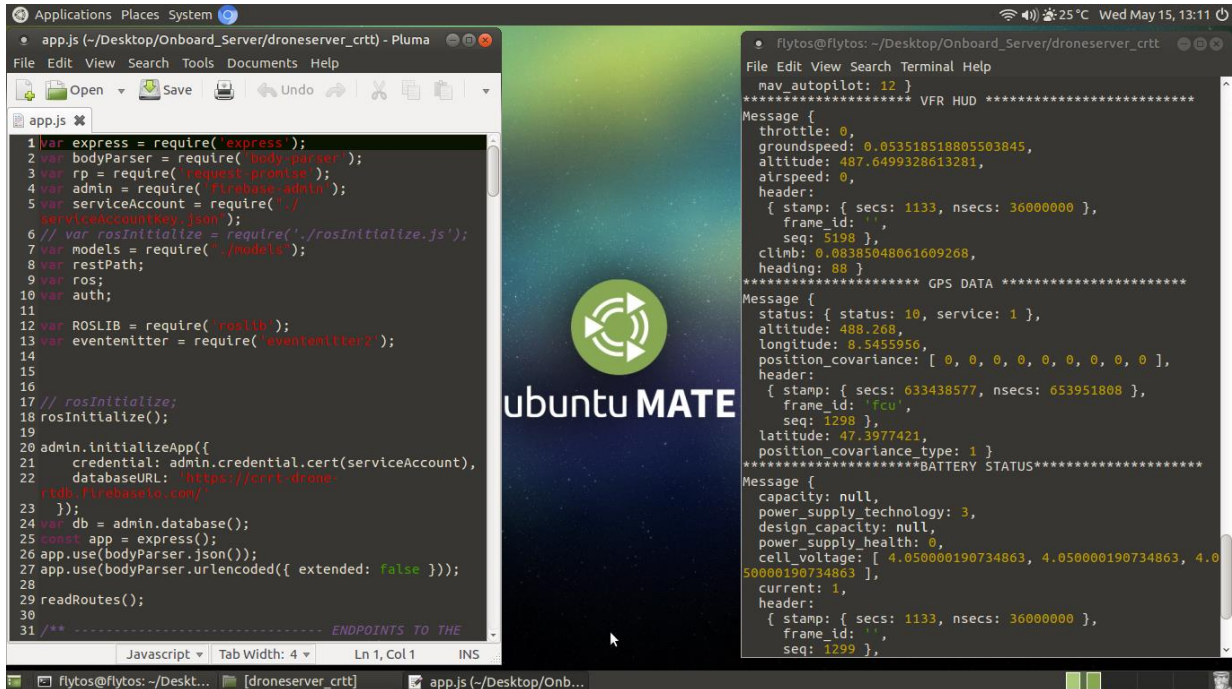 Applications Places System
25°C Wed May 15, 13:11
app.js (~/Desktop/Onboard_Server/droneserver_crtt) - Pluma
File Edit View Search Tools Documents Help
Open Save Undo
app.js
1 var express = require('express');
2 var bodyParser = require('body-parser');
3 var rp = require('request-promise');
4 var admin = require('firebase-admin');
5 var serviceAccount = require("./
serviceAccountKey.json");
6 // var rosInitialize = require('./rosInitialize.js');
7 var models = require("./models");
8 var restPath;
9 var ros;
10 var auth;
11
12 var ROSLIB = require('roslib');
13 var eventemitter = require('eventemitter2');
14
15
16
17 // rosInitialize;
18 rosInitialize();
19
20 admin.initializeApp({
21 credential: admin.credential.cert(serviceAccount),
22 databaseURL: 'https://crrt-drone-
rtdb.firebaseio.com/'
23 });
24 var db = admin.database();
25 const app = express();
26 app.use(bodyParser.json());
27 app.use(bodyParser.urlencoded({ extended: false }));
28
29 readRoutes();
30
31 /** -------------------------------- ENDPOINTS TO THE
Javascript Tab Width: 4 Ln 1, Col 1 INS
ubuntu MATE
flytos@flytos: ~/Desktop/Onboard_Server/droneserver_crtt
File Edit View Search Terminal Help
mav_autopilot: 12 }
********************* VFR HUD **************************
Message {
throttle: 0,
groundspeed: 0.053518518805503845,
altitude: 487.6499328613281,
airspeed: 0,
header:
{ stamp: { secs: 1133, nsecs: 36000000 },
frame_id: '',
seq: 5198 },
climb: 0.08385048061609268,
heading: 88 }
********************** GPS DATA ***********************
Message {
status: { status: 10, service: 1 },
altitude: 488.268,
longitude: 8.5455956,
position_covariance: [ 0, 0, 0, 0, 0, 0, 0, 0, 0 ],
header:
{ stamp: { secs: 633438577, nsecs: 653951808 },
frame_id: 'fcu',
seq: 1298 },
latitude: 47.3977421,
position_covariance_type: 1 }
**********************BATTERY STATUS*********************
Message {
capacity: null,
power_supply_technology: 3,
design_capacity: null,
power_supply_health: 0,
cell_voltage: [ 4.050000190734863, 4.050000190734863, 4.0
50000190734863 ],
current: 1,
header:
{ stamp: { secs: 1133, nsecs: 36000000 },
frame_id: '',
seq: 1299 },
flytos@flytos: ~/Deskt... [droneserver_crtt] app.js (~/Desktop/Onb...